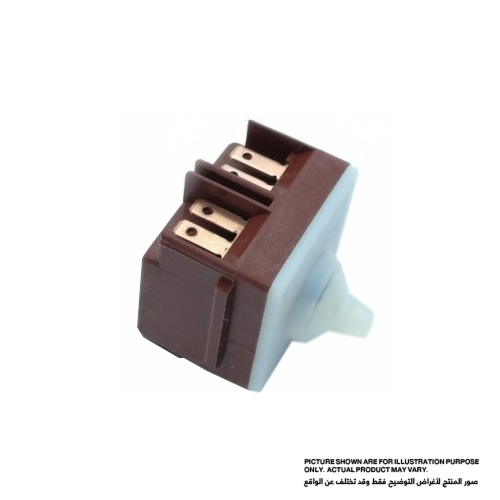 PICTURE SHOWN ARE FOR ILLUSTRATION PURPOSE
ONLY. ACTUAL PRODUCT MAY VARY.
صور المنتج لأغراض التوضيح فقط وقد تختلف عن الواقع